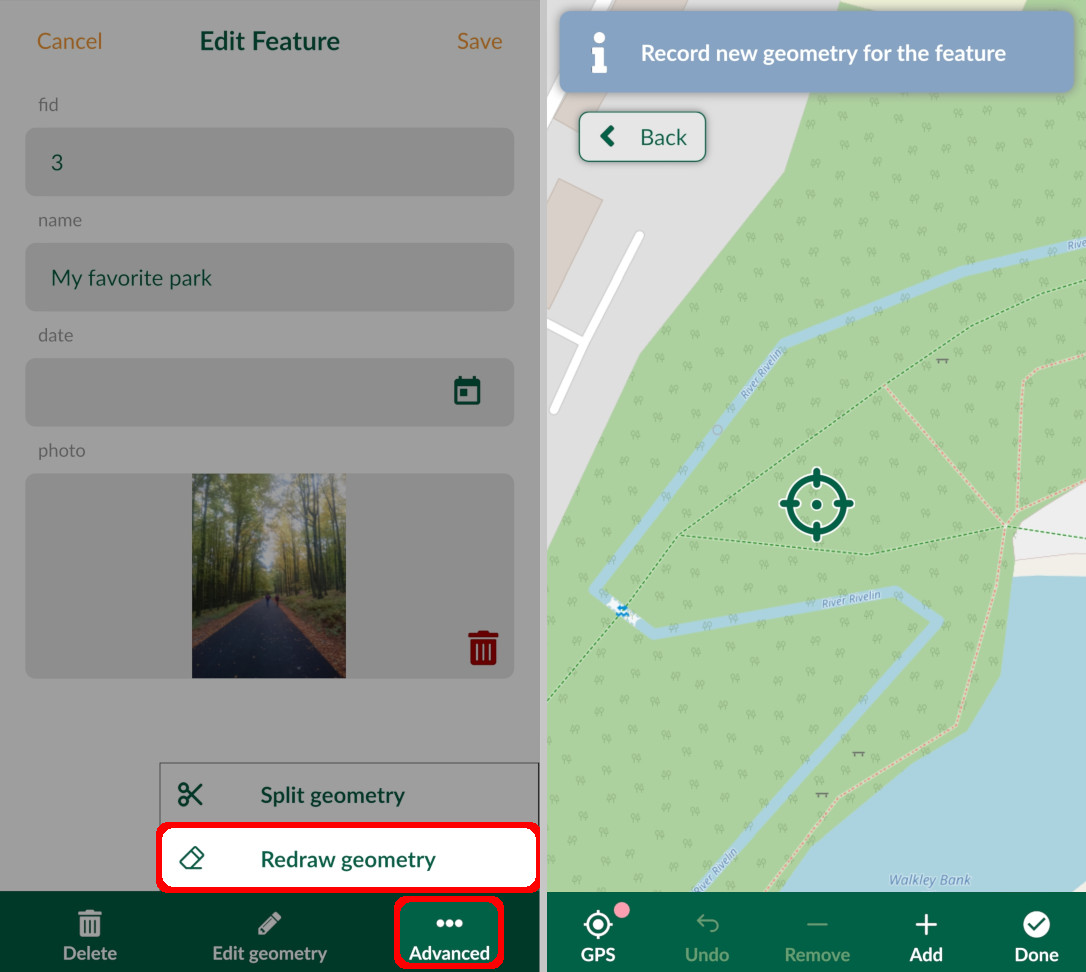 Cancel
Edit Feature
Save
fid
3
name
My favorite park
date
photo
Split geometry
Redraw geometry
Delete
Edit geometry
Advanced
Record new geometry for the feature
Back
Rive
River Rivelin
River Rivelin
River Rivelin
Walkley Bank
GPS
Undo
Remove
Add
Done